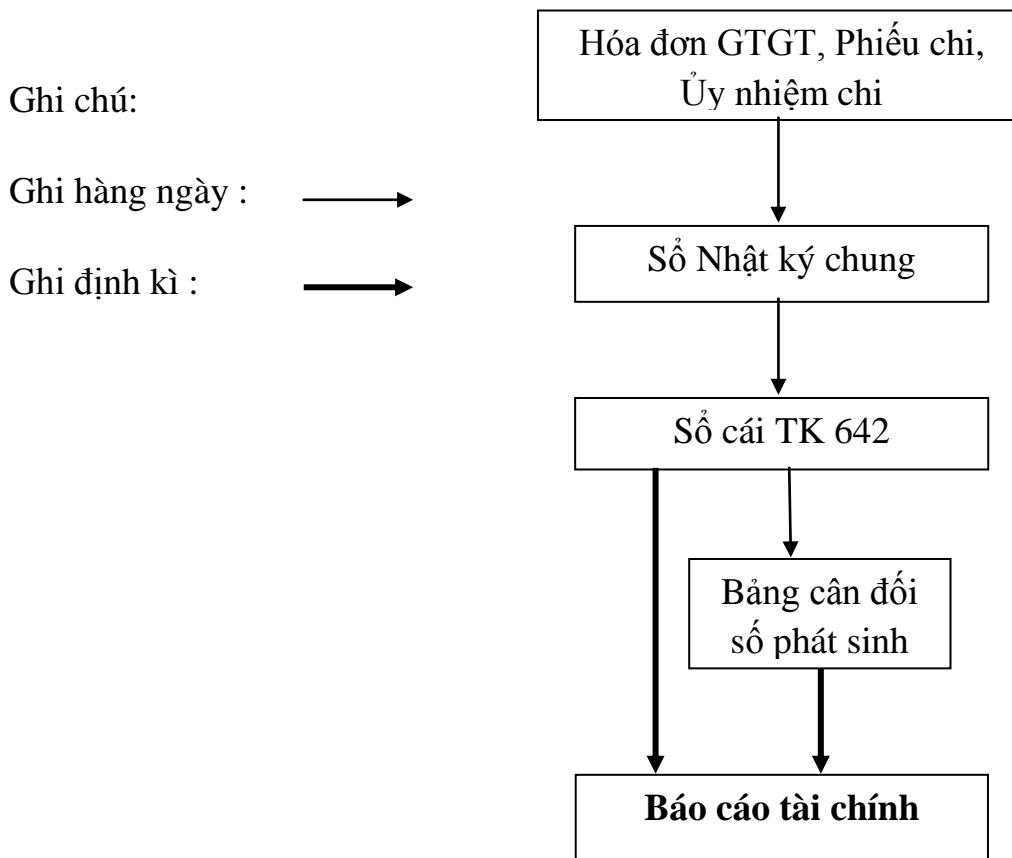 Hóa đơn GTGT, Phiếu chi,
Ủy nhiệm chi
Ghi chú:
Ghi hàng ngày :
Ghi định kì :
Sổ Nhật ký chung
Sổ cái TK 642
Bảng cân đối
số phát sinh
Báo cáo tài chính